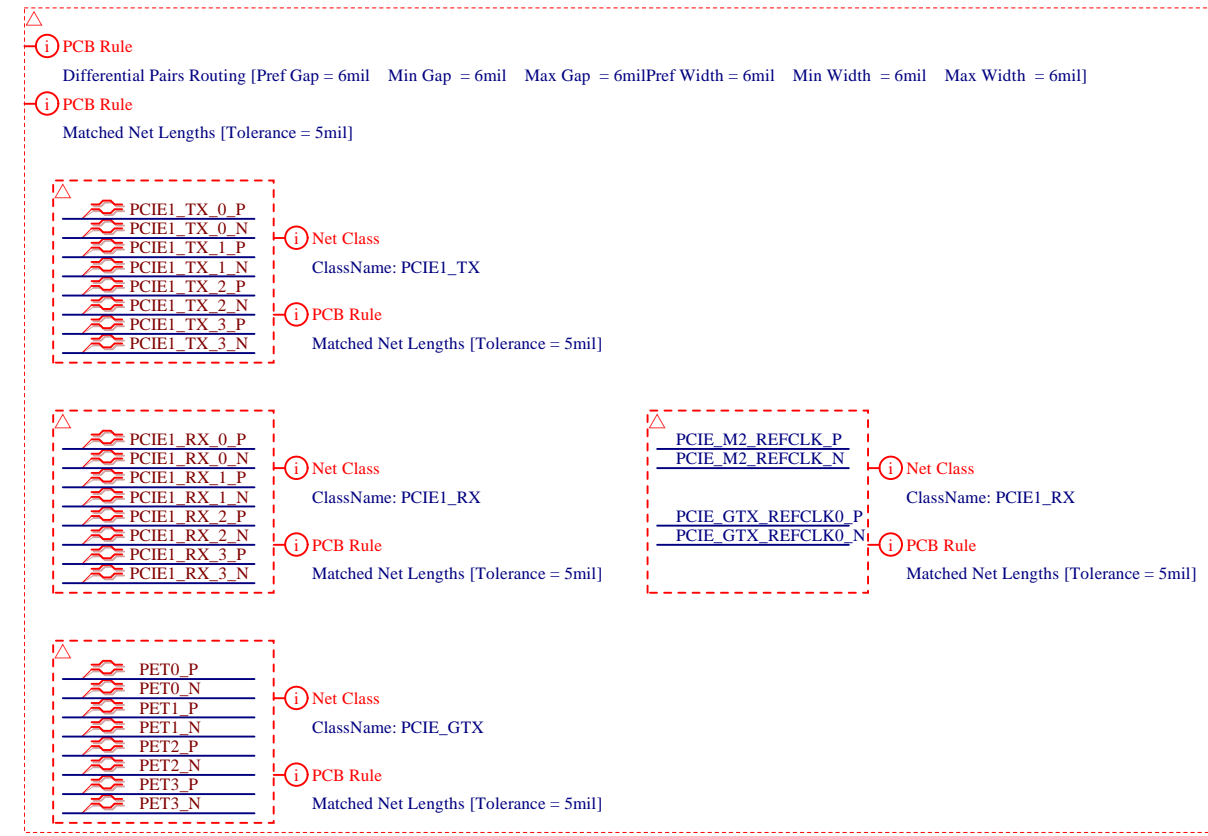 i PCB Rule
Differential Pairs Routing [Pref Gap = 6mil Min Gap = 6mil Max Gap = 6milPref Width = 6mil Min Width = 6mil Max Width = 6mil]
i PCB Rule
Matched Net Lengths [Tolerance = 5mil]
PCIE1_TX_0_P
PCIE1_TX_0_N
PCIE1_TX_1_P
PCIE1_TX_1_N
PCIE1_TX_2_P
PCIE1_TX_2_N
PCIE1_TX_3_P
PCIE1_TX_3_N
i Net Class
ClassName: PCIE1_TX
i PCB Rule
Matched Net Lengths [Tolerance = 5mil]
PCIE1_RX_0_P
PCIE1_RX_0_N
PCIE1_RX_1_P
PCIE1_RX_1_N
PCIE1_RX_2_P
PCIE1_RX_2_N
PCIE1_RX_3_P
PCIE1_RX_3_N
i Net Class
ClassName: PCIE1_RX
i PCB Rule
Matched Net Lengths [Tolerance = 5mil]
PCIE_M2_REFCLK_P
PCIE_M2_REFCLK_N
PCIE_GTX_REFCLK0_P
PCIE_GTX_REFCLK0_N
i Net Class
ClassName: PCIE1_RX
i PCB Rule
Matched Net Lengths [Tolerance = 5mil]
PET0_P
PET0_N
PET1_P
PET1_N
PET2_P
PET2_N
PET3_P
PET3_N
i Net Class
ClassName: PCIE_GTX
i PCB Rule
Matched Net Lengths [Tolerance = 5mil]